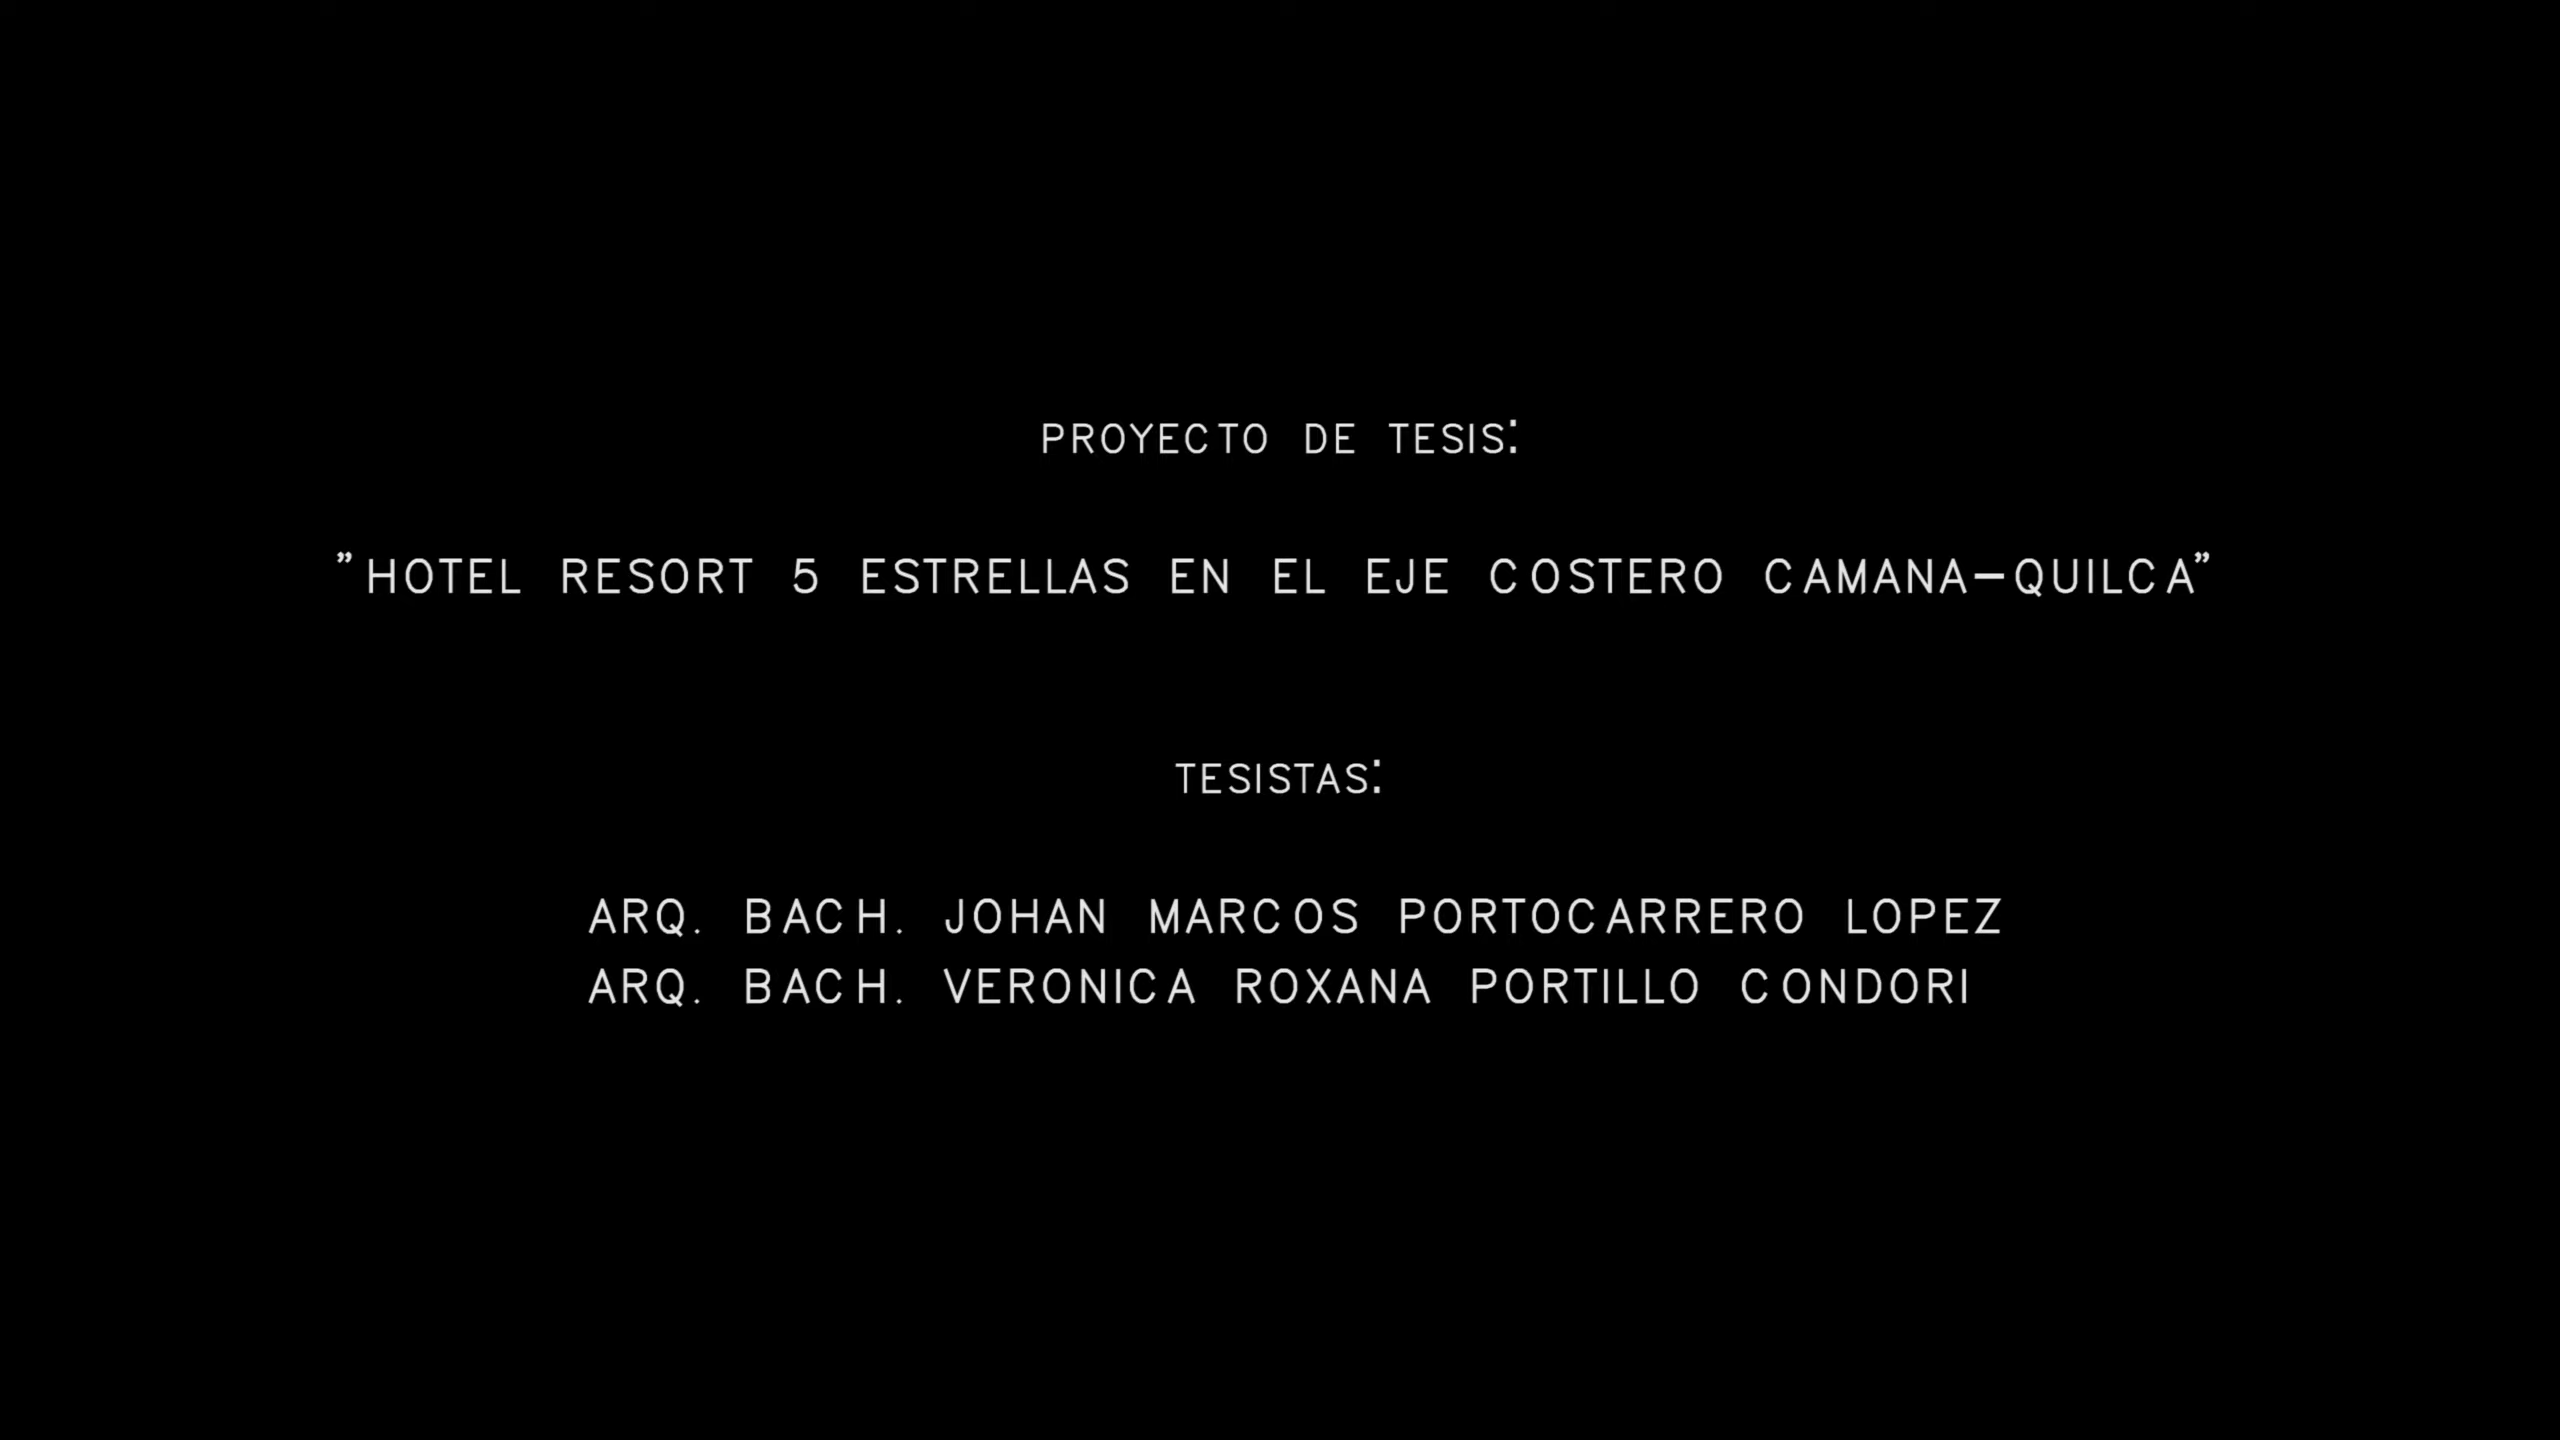 PROYECTO DE TESIS:
"HOTEL RESORT 5 ESTRELLAS EN EL EJE COSTERO CAMANA-QUILCA"
TESISTAS:
ARQ. BACH. JOHAN MARCOS PORTOCARRERO LOPEZ
ARQ. BACH. VERONICA ROXANA PORTILLO CONDORI